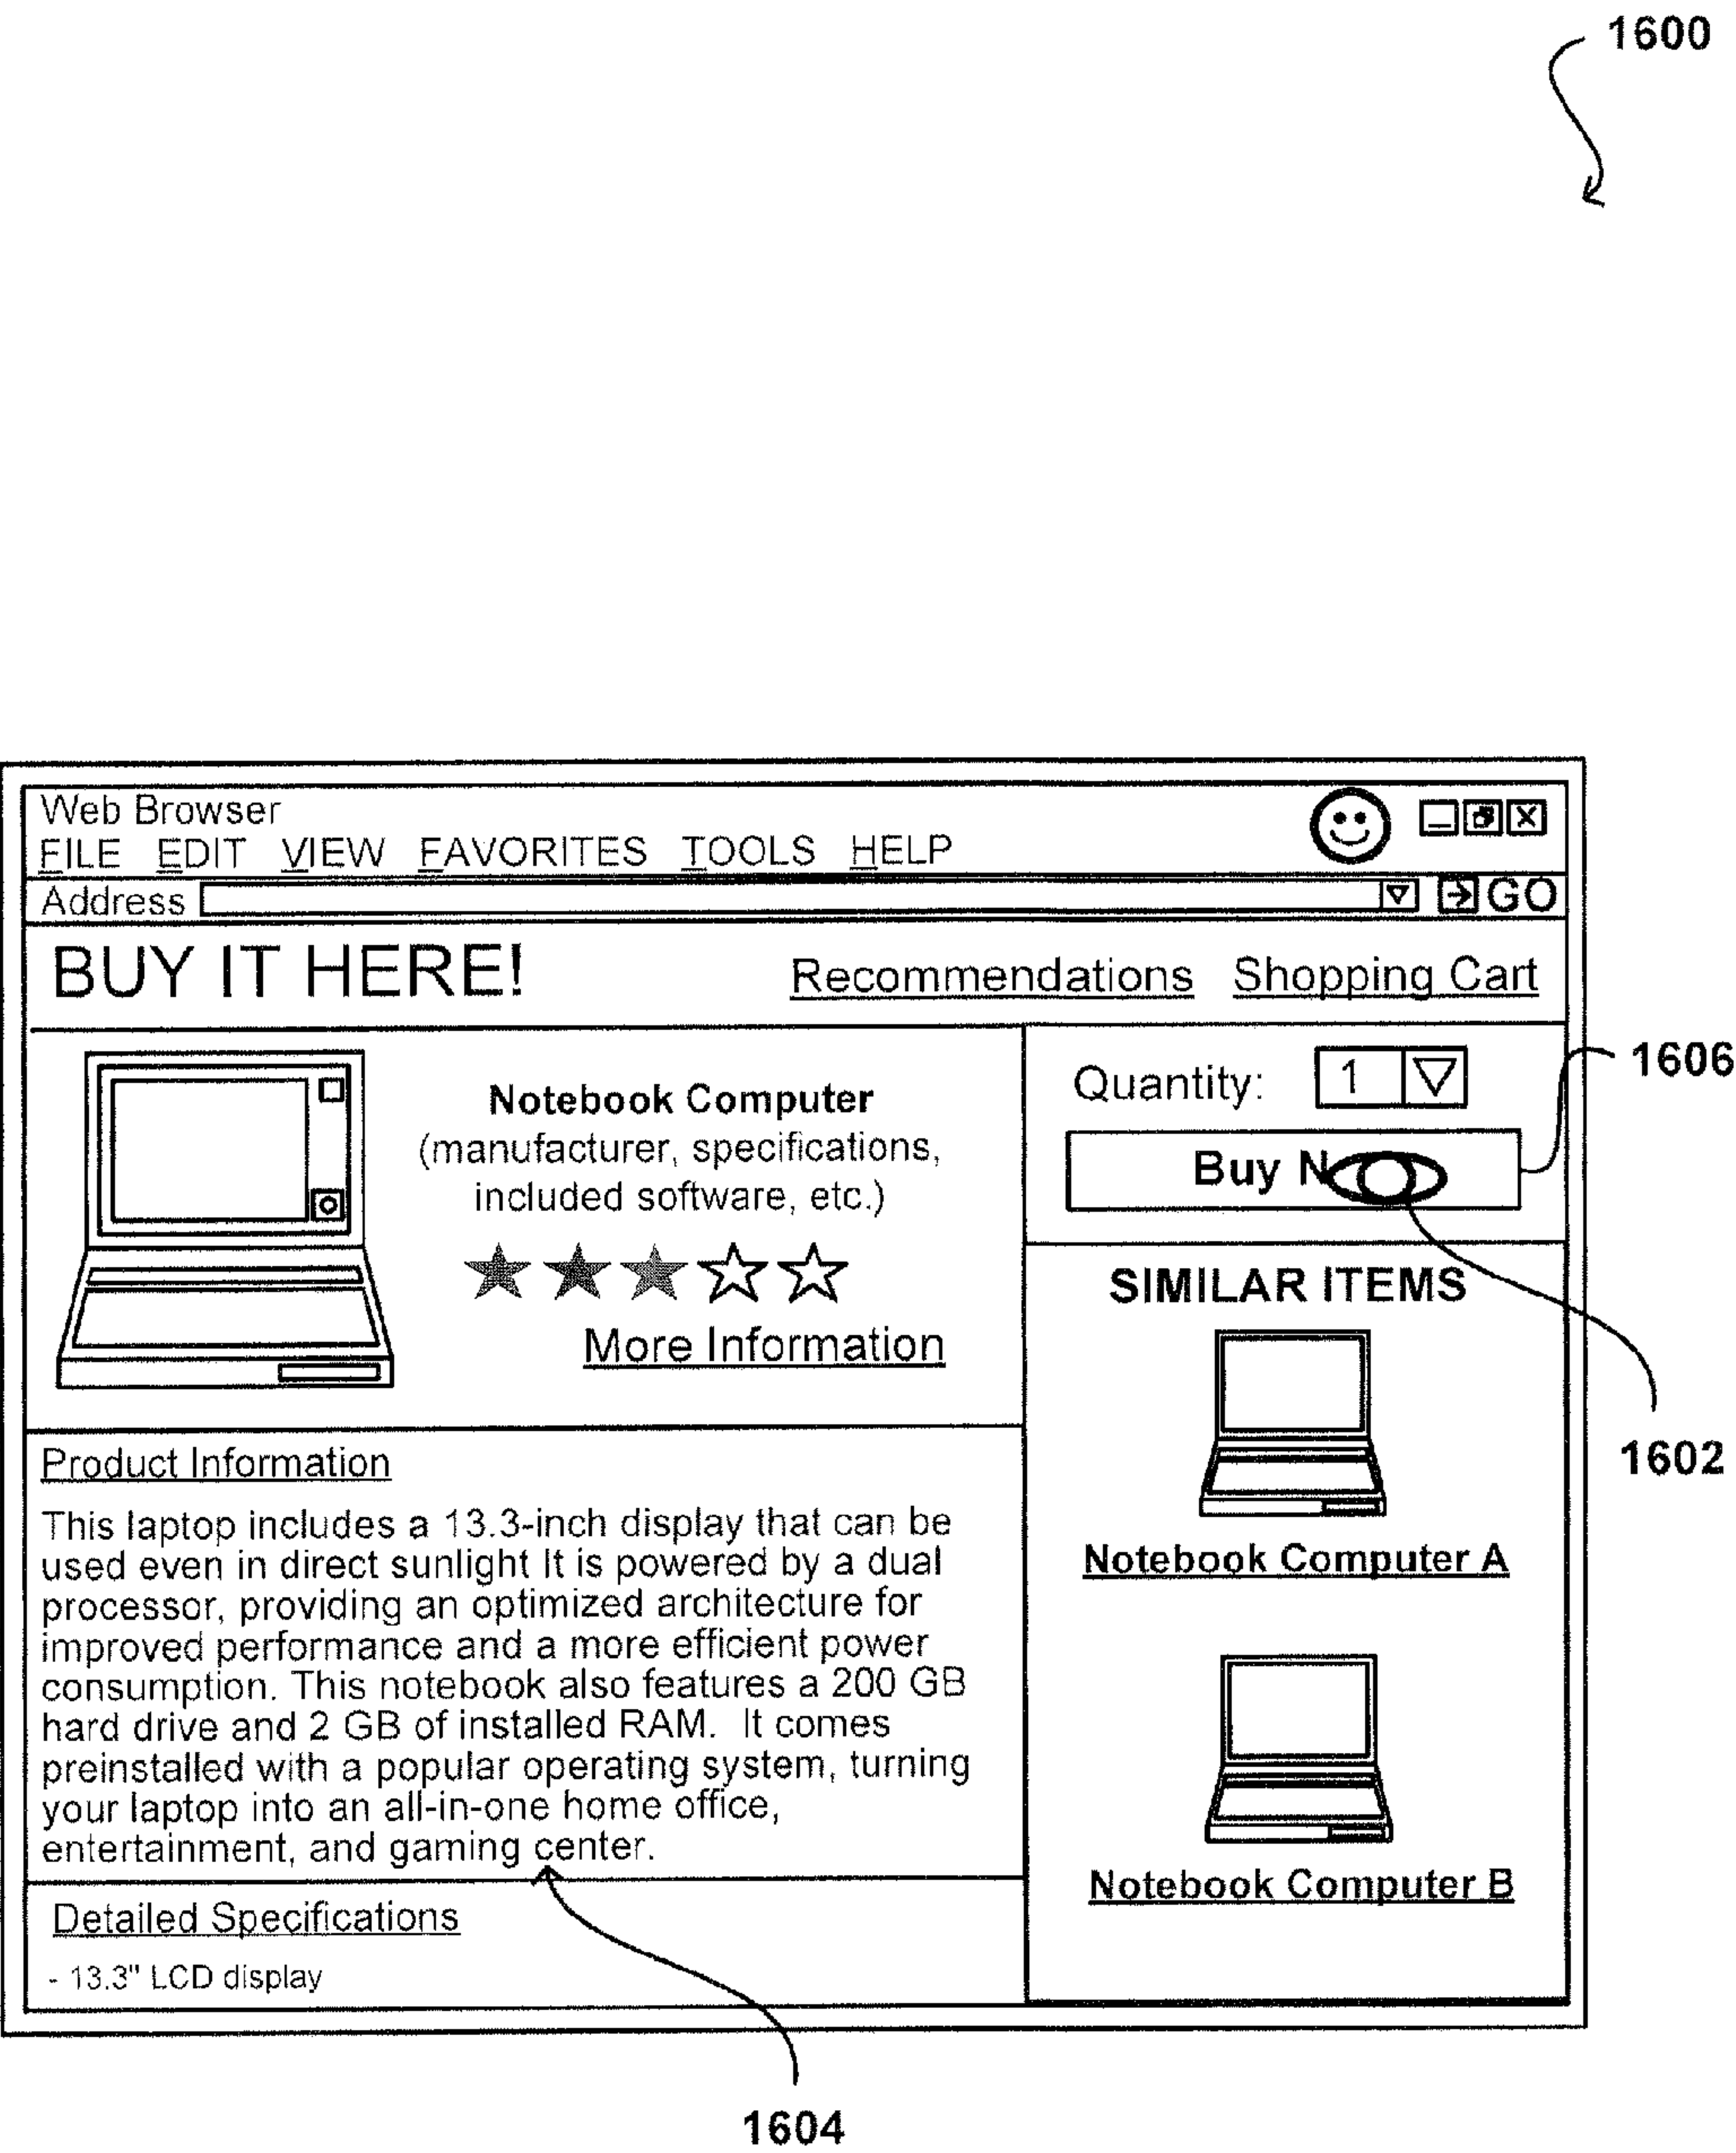 1600
Web Browser
FILE EDIT VIEW FAVORITES TOOLS HELP
Address GO
BUY IT HERE!
Recommendations Shopping Cart
Notebook Computer
(manufacturer, specifications,
included software, etc.)
More Information
Quantity: 1
1606
Buy N
SIMILAR ITEMS
1602
Notebook Computer A
Notebook Computer B
Product Information
This laptop includes a 13.3-inch display that can be
used even in direct sunlight It is powered by a dual
processor, providing an optimized architecture for
improved performance and a more efficient power
consumption. This notebook also features a 200 GB
hard drive and 2 GB of installed RAM. It comes
preinstalled with a popular operating system, turning
your laptop into an all-in-one home office,
entertainment, and gaming center.
Detailed Specifications
- 13.3" LCD display
1604